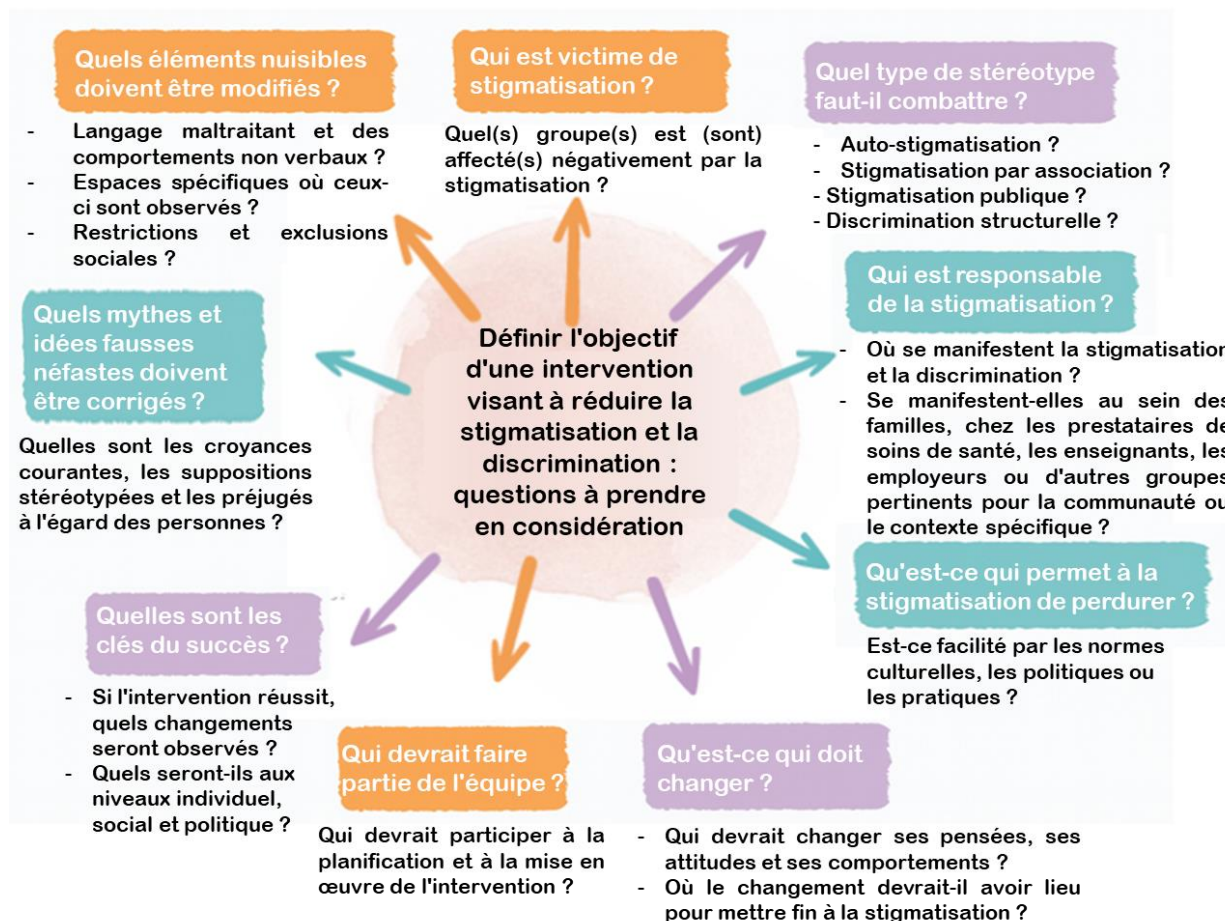 Quels éléments nuisibles
doivent être modifiés ?
- Langage maltraitant et des
comportements non verbaux ?
- Espaces spécifiques où ceux-
ci sont observés ?
- Restrictions et exclusions
sociales ?
Qui est victime de
stigmatisation ?
Quel(s) groupe(s) est (sont)
affecté(s) négativement par la
stigmatisation ?
Quel type de stéréotype
faut-il combattre ?
- Auto-stigmatisation ?
- Stigmatisation par association ?
- Stigmatisation publique ?
- Discrimination structurelle ?
Quels mythes et
idées fausses
néfastes doivent
être corrigés ?
Quelles sont les croyances
courantes, les suppositions
stéréotypées et les préjugés
à l'égard des personnes ?
Définir l'objectif
d'une intervention
visant à réduire la
stigmatisation et la
discrimination :
questions à prendre
en considération
Qui est responsable
de la stigmatisation ?
- Où se manifestent la stigmatisation
et la discrimination ?
- Se manifestent-elles au sein des
familles, chez les prestataires de
soins de santé, les enseignants, les
employeurs ou d'autres groupes
pertinents pour la communauté ou
le contexte spécifique ?
Qu'est-ce qui permet à la
stigmatisation de perdurer ?
Est-ce facilité par les normes
culturelles, les politiques ou
les pratiques ?
Quelles sont les
clés du succès ?
- Si l'intervention réussit,
quels changements
seront observés ?
- Quels seront-ils aux
niveaux individuel,
social et politique ?
Qui devrait faire
partie de l'équipe ?
Qui devrait participer à la
planification et à la mise en
œuvre de l'intervention ?
Qu'est-ce qui doit
changer ?
- Qui devrait changer ses pensées, ses
attitudes et ses comportements ?
- Où le changement devrait-il avoir lieu
pour mettre fin à la stigmatisation ?